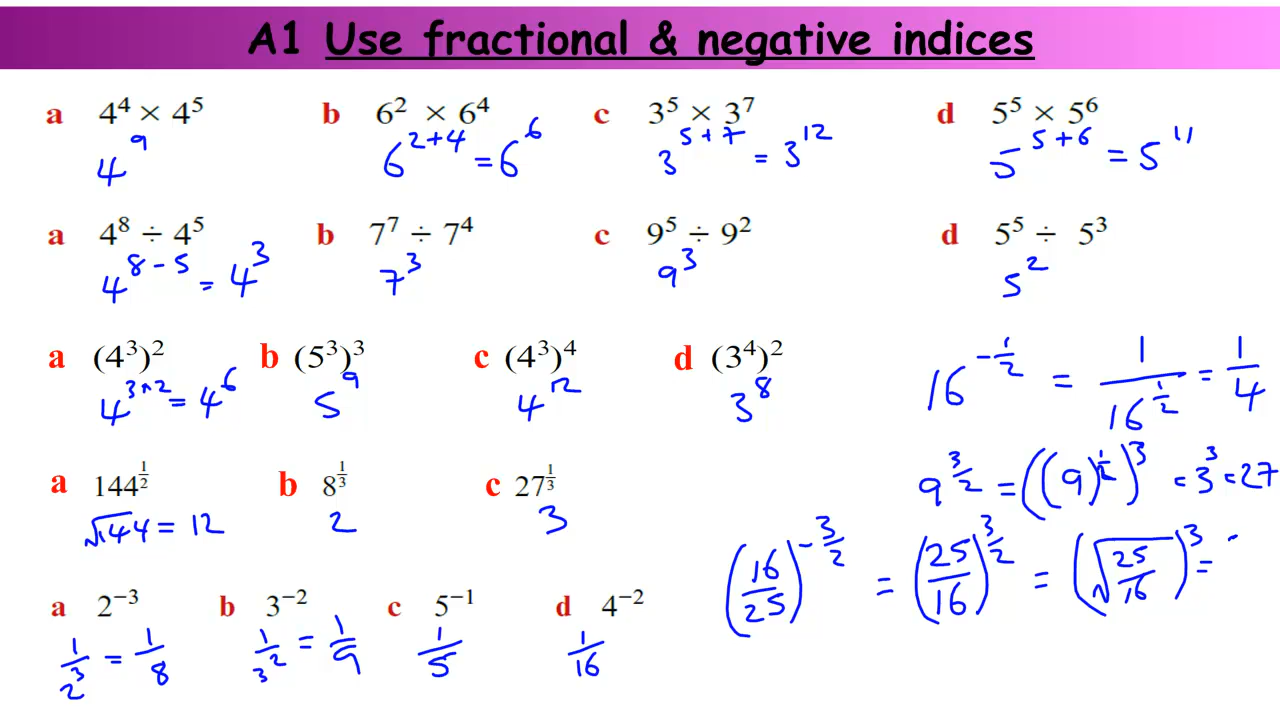 A1 Use fractional & negative indices
a 4⁴ × 4⁵ b 6² × 6⁴ c 3⁵ × 3⁷ d 5⁵ × 5⁶
4⁹ 6²⁺⁴ = 6⁶ 3⁵⁺⁷ = 3¹² 5⁵⁺⁶ = 5¹¹
a 4⁸ ÷ 4⁵ b 7⁷ ÷ 7⁴ c 9⁵ ÷ 9² d 5⁵ ÷ 5³
4⁸⁻⁵ = 4³ 7³ 9³ 5²
a (4³)² b (5³)³ c (4³)⁴ d (3⁴)²
4³ˣ² = 4⁶ 5⁹ 4¹² 3⁸
16^(-1/2) = 1/16^(1/2) = 1/4
a 144^(1/2) b 8^(1/3) c 27^(1/3)
√144 = 12 2 3
9^(3/2) = ((9)^(1/2))³ = 3³ = 27
(16/25)^(-3/2) = (25/16)^(3/2) = (√(25/16))³ =
a 2⁻³ b 3⁻² c 5⁻¹ d 4⁻²
1/2³ = 1/8 1/3² = 1/9 1/5 1/16